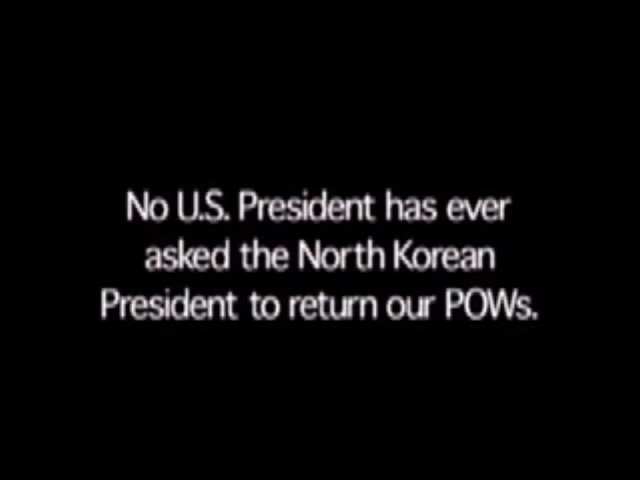 No U.S. President has ever
asked the North Korean
President to return our POWs.